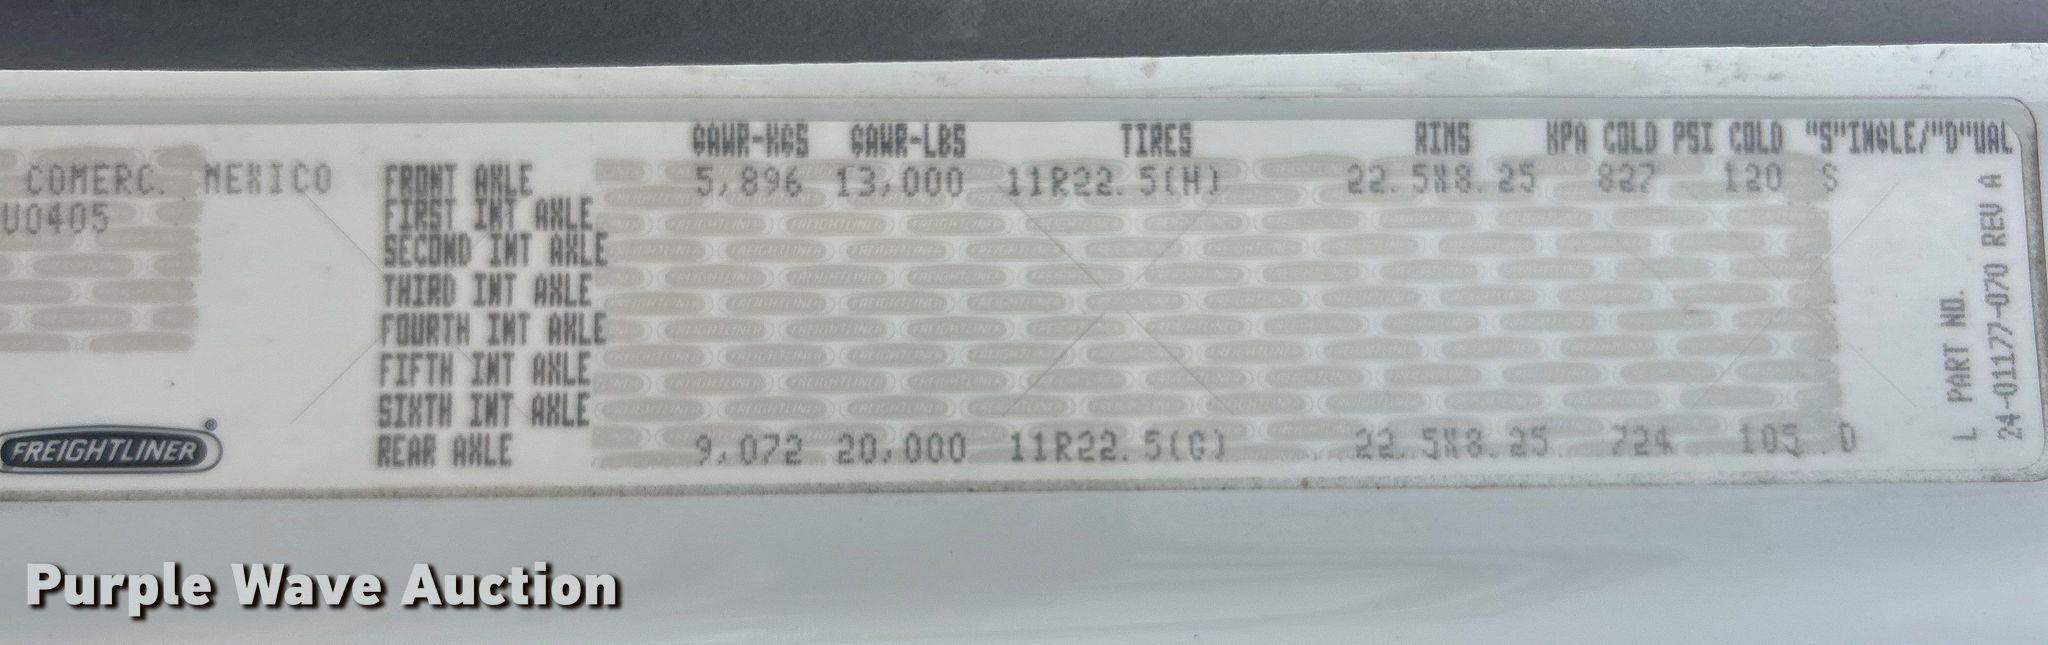 GAWR-KGS GAWR-LBS TIRES RIMS KPA COLD PSI COLD "S"INGLE/"D"UAL
COMERC. MEXICO
U0405
FRONT AXLE 5,896 13,000 11R22.5(H) 22.5X8.25 827 120 S
FIRST INT AXLE
SECOND INT AXLE
THIRD INT AXLE
FOURTH INT AXLE
FIFTH INT AXLE
SIXTH INT AXLE
REAR AXLE 9,072 20,000 11R22.5(G) 22.5X8.25 724 105 D
L PART NO.
24-01177-070 REV A
FREIGHTLINER®
Purple Wave Auction